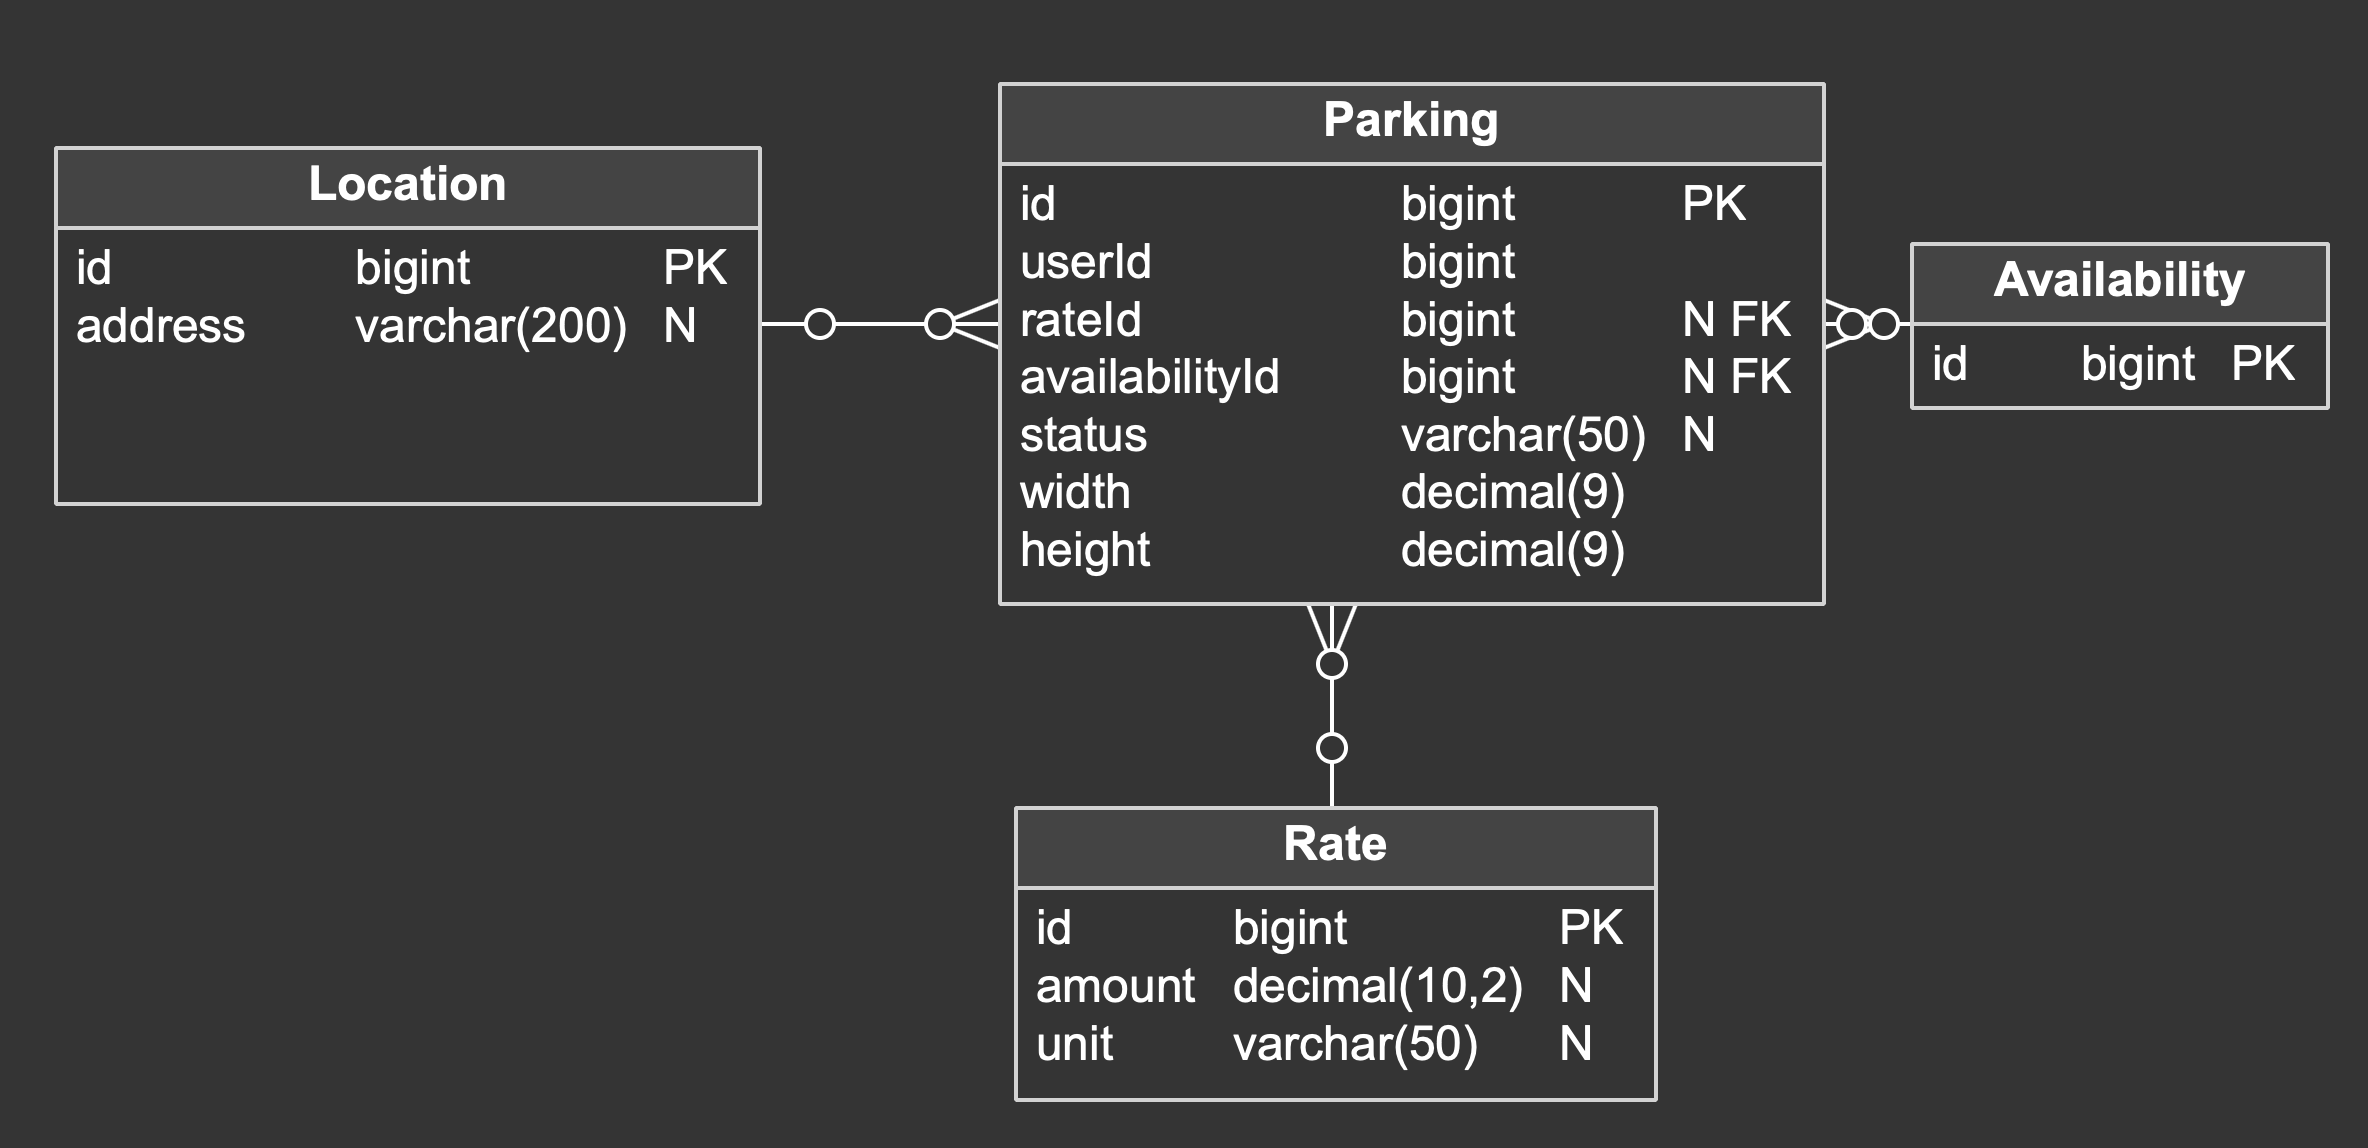 Location
id bigint PK
address varchar(200) N
Parking
id bigint PK
userId bigint
rateId bigint N FK
availabilityId bigint N FK
status varchar(50) N
width decimal(9)
height decimal(9)
Availability
id bigint PK
Rate
id bigint PK
amount decimal(10,2) N
unit varchar(50) N